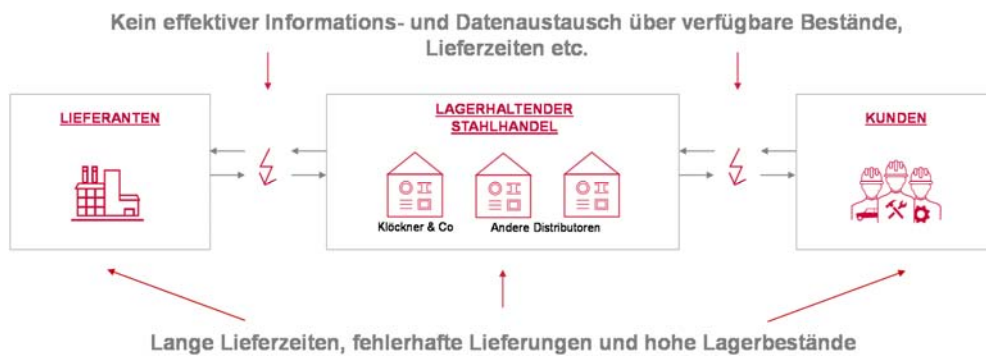 Kein effektiver Informations- und Datenaustausch über verfügbare Bestände,
Lieferzeiten etc.
LIEFERANTEN
LAGERHALTENDER
STAHLHANDEL
KUNDEN
Klöckner & Co
Andere Distributoren
Lange Lieferzeiten, fehlerhafte Lieferungen und hohe Lagerbestände